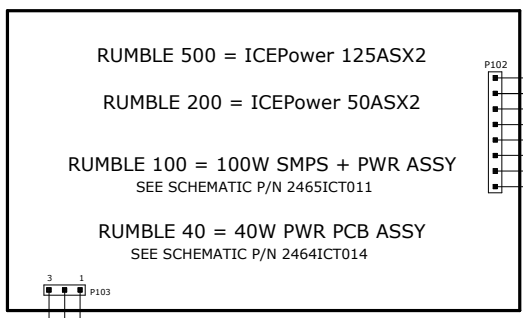 RUMBLE 500 = ICEPower 125ASX2
P102
RUMBLE 200 = ICEPower 50ASX2
RUMBLE 100 = 100W SMPS + PWR ASSY
SEE SCHEMATIC P/N 2465ICT011
RUMBLE 40 = 40W PWR PCB ASSY
SEE SCHEMATIC P/N 2464ICT014
3 1
P103